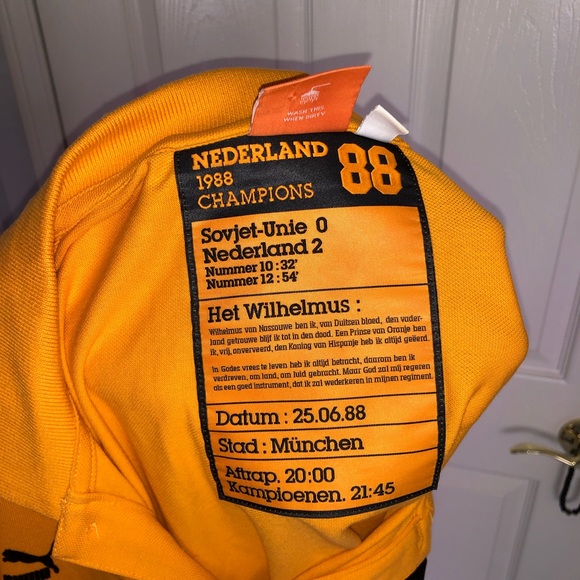 WASH THIS
WHEN DIRTY
NEDERLAND
1988
CHAMPIONS
88
Sovjet-Unie 0
Nederland 2
Nummer 10 : 32'
Nummer 12 : 54'
Het Wilhelmus :
Wilhelmus van Nassouwe ben ik, van Duitsen bloed, den vader-
land getrouwe blijf ik tot in den dood. Een Prinse van Oranje ben
ik, vrij, onverveerd, den Koning van Hispanje heb ik altijd geëerd.
In Godes vrees te leven heb ik altijd betracht, daarom ben ik
verdreven, om land, om luid gebracht. Maar God zal mij regeren
als een goed instrument, dat ik zal wederkeren in mijnen regiment.
Datum : 25.06.88
Stad : München
Aftrap. 20:00
Kampioenen. 21:45